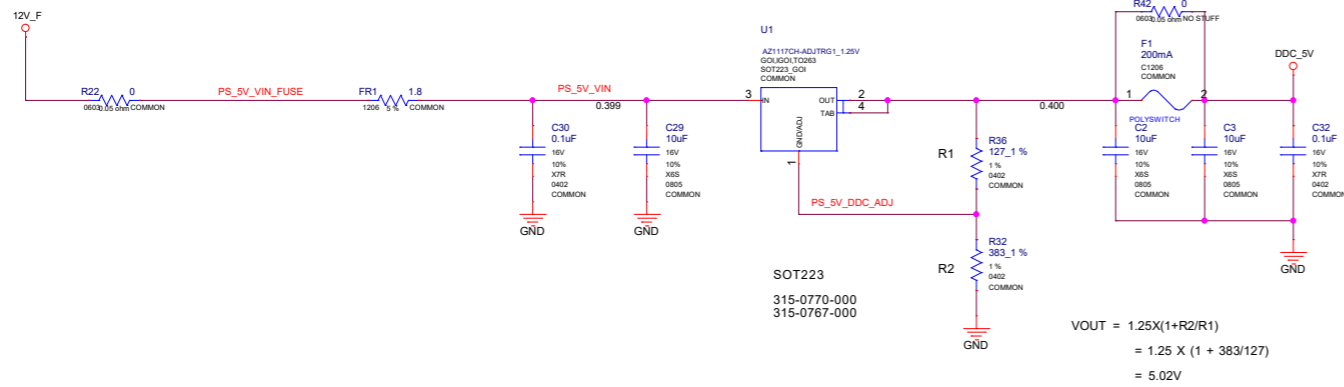 12V_F
R22 0
0603 0.05 ohm COMMON
PS_5V_VIN_FUSE
FR1 1.8
1206 5 % COMMON
PS_5V_VIN
0.399
C30
0.1uF
16V
10%
X7R
0402
COMMON
GND
C29
10uF
16V
10%
X6S
0805
COMMON
GND
U1
AZ1117CH-ADJTRG1_1.25V
GOI,IGOI,TO263
SOT223_GOI
COMMON
3 IN
OUT 2
TAB 4
GND/ADJ
1
PS_5V_DDC_ADJ
R1
R36
127_1 %
1 %
0402
COMMON
R2
R32
383_1 %
1 %
0402
COMMON
GND
SOT223
315-0770-000
315-0767-000
0.400
R42 0
0603 0.05 ohm NO STUFF
F1
200mA
C1206
COMMON
1 2
POLYSWITCH
DDC_5V
C2
10uF
16V
10%
X6S
0805
COMMON
C3
10uF
16V
10%
X6S
0805
COMMON
C32
0.1uF
16V
10%
X7R
0402
COMMON
GND
VOUT = 1.25X(1+R2/R1)
= 1.25 X (1 + 383/127)
= 5.02V